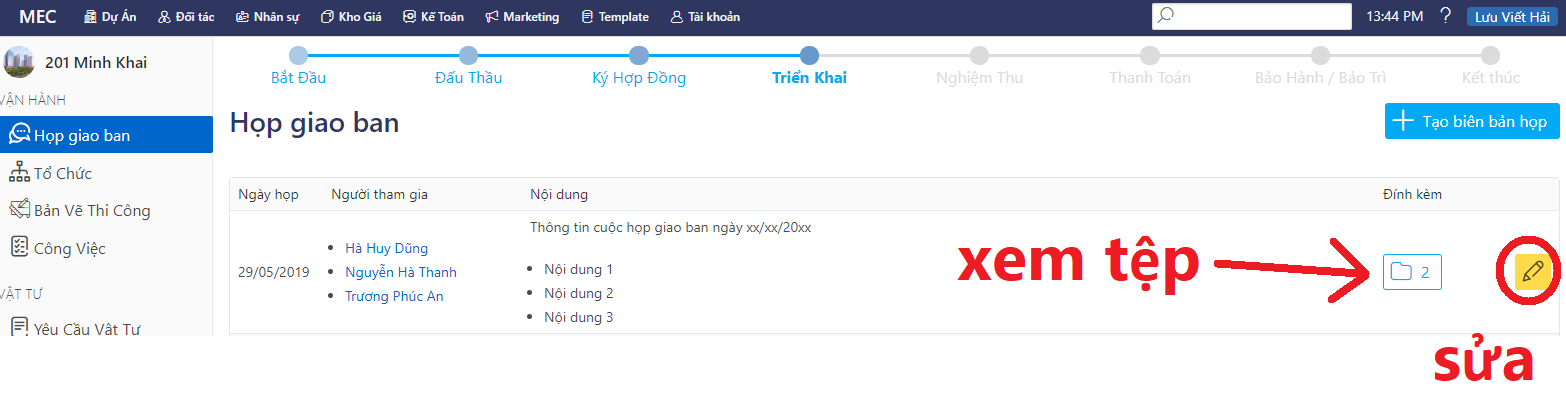 MEC Dự Án Đối tác Nhân sự Kho Giá Kế Toán Marketing Template Tài khoản 13:44 PM ? Lưu Viết Hải
201 Minh Khai
Bắt Đầu Đấu Thầu Ký Hợp Đồng Triển Khai Nghiệm Thu Thanh Toán Bảo Hành / Bảo Trì Kết thúc
VẬN HÀNH
Họp giao ban
Tổ Chức
Bản Vẽ Thi Công
Công Việc
VẬT TƯ
Yêu Cầu Vật Tư
Họp giao ban
+ Tạo biên bản họp
Ngày họp Người tham gia Nội dung Đính kèm
29/05/2019
• Hà Huy Dũng
• Nguyễn Hà Thanh
• Trương Phúc An
Thông tin cuộc họp giao ban ngày xx/xx/20xx
• Nội dung 1
• Nội dung 2
• Nội dung 3
xem tệp
2
sửa